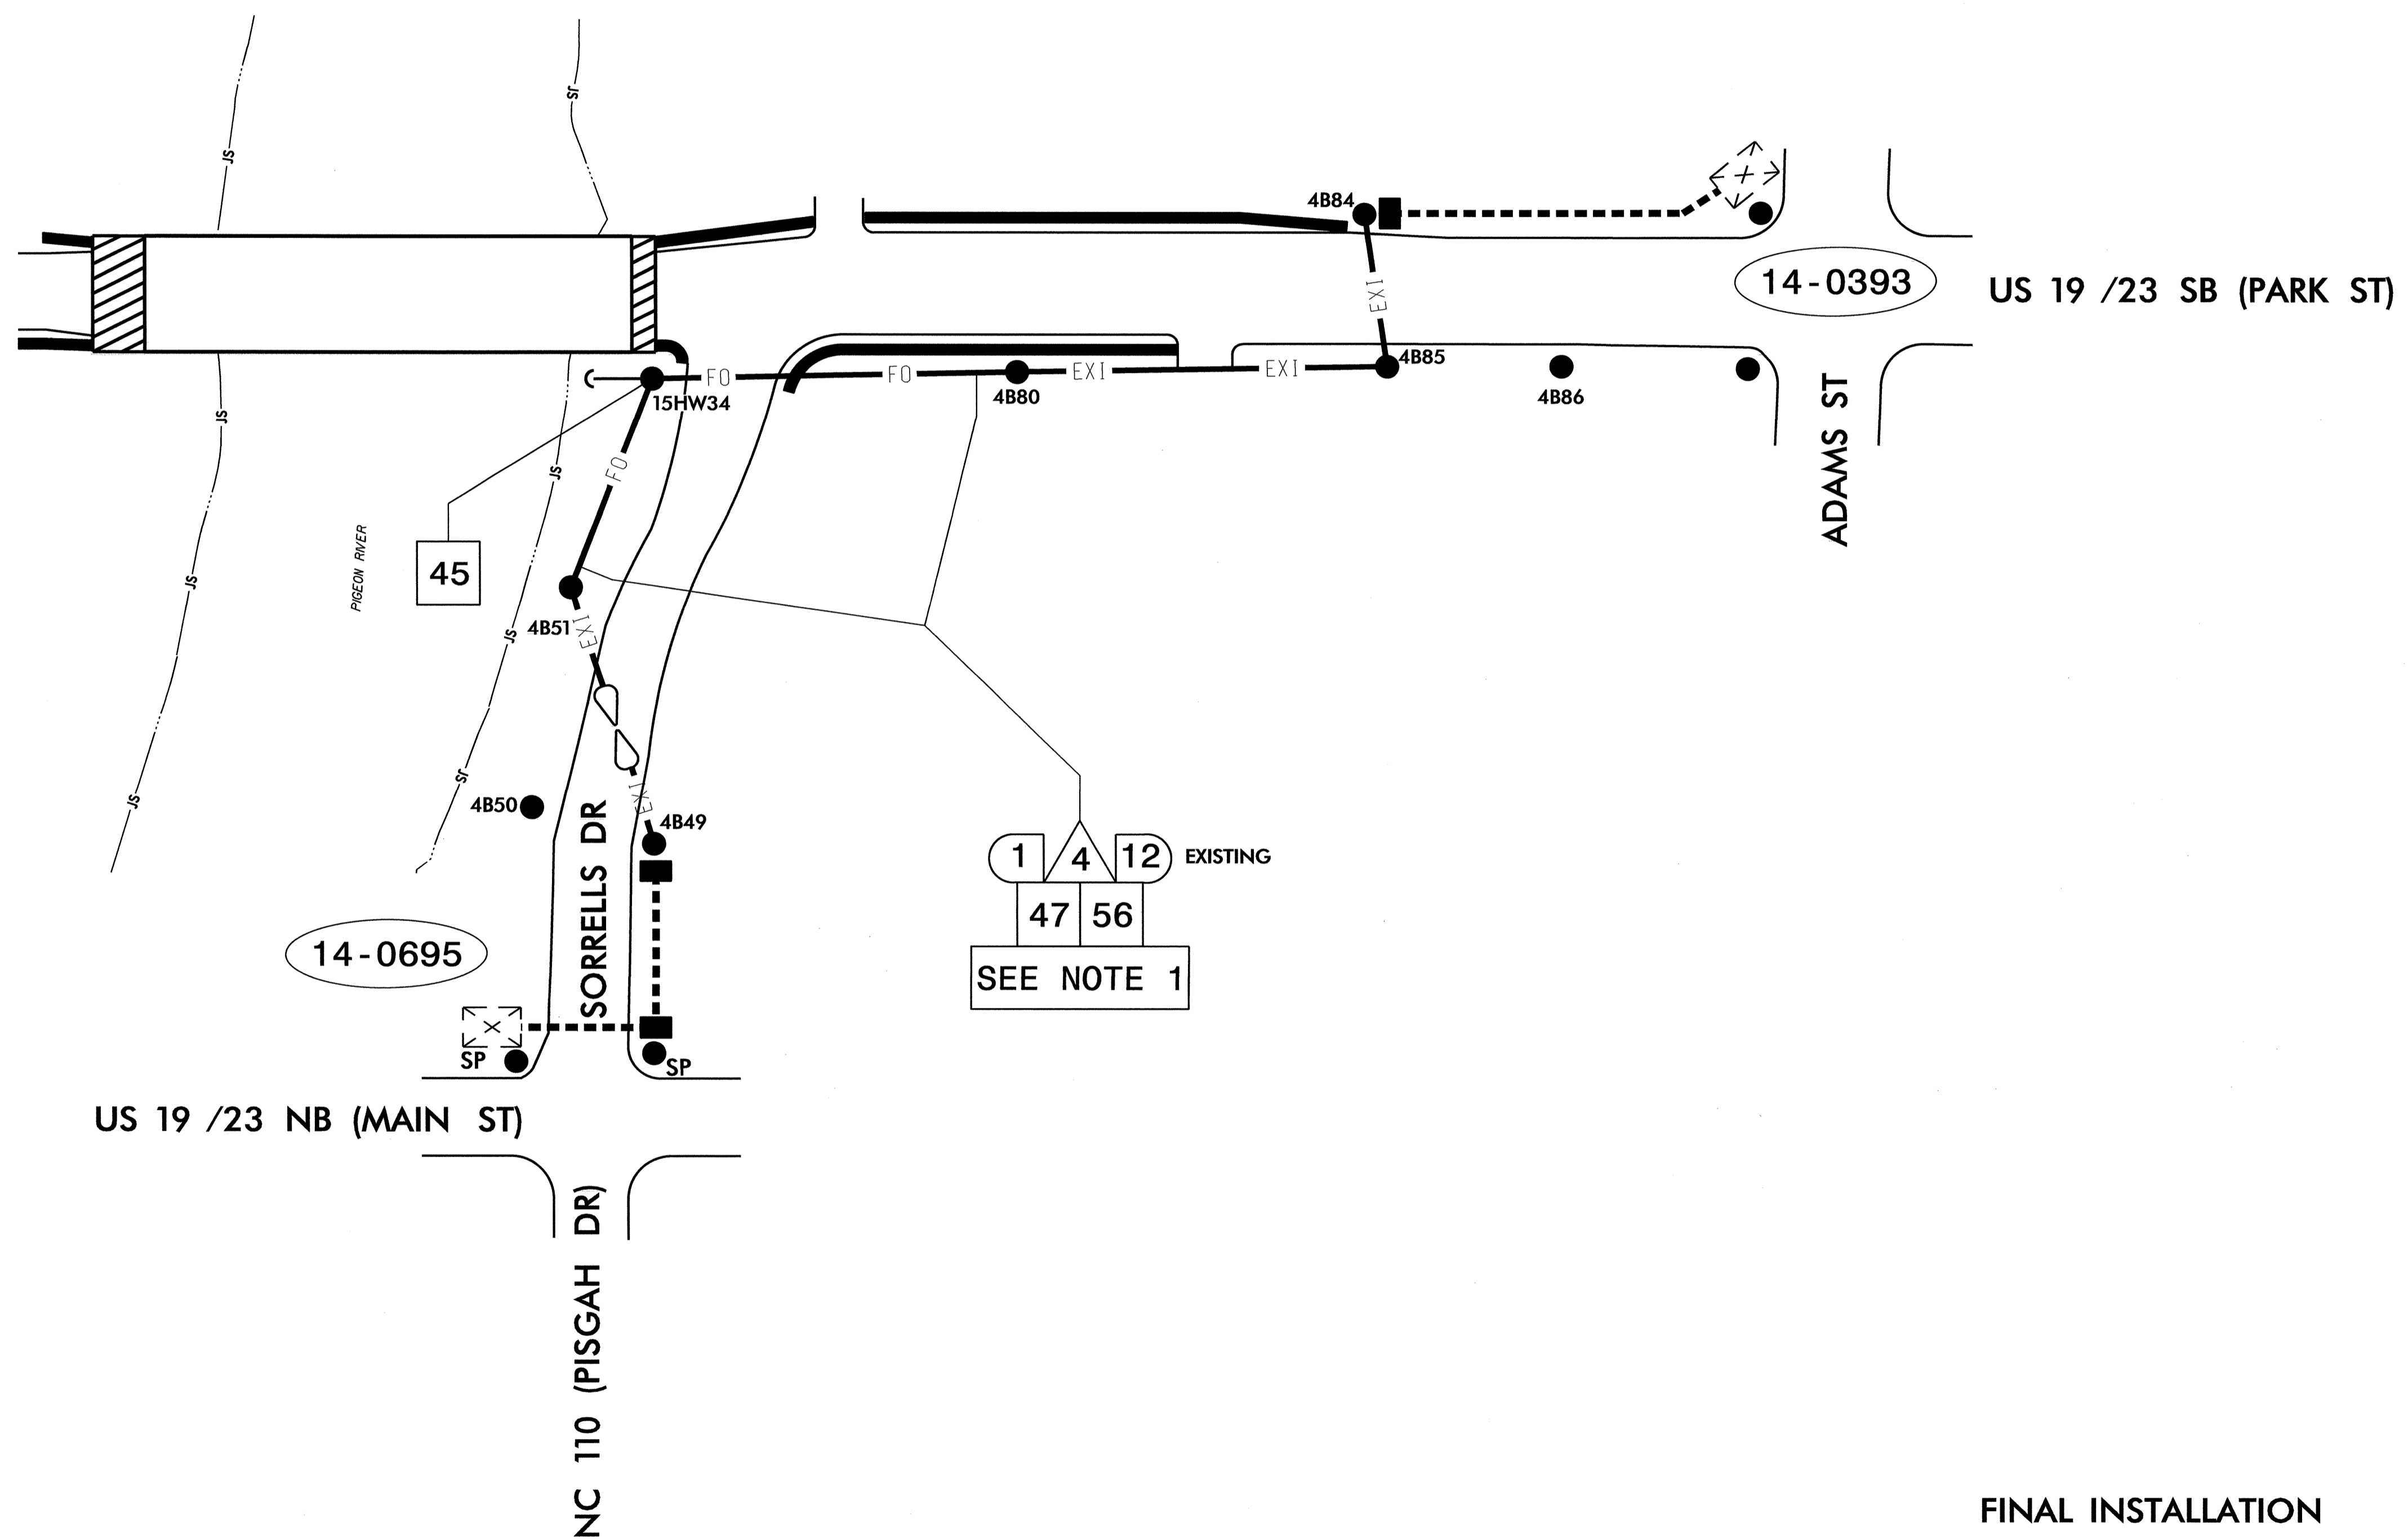 JS
JS
4B84
14-0393
US 19 /23 SB (PARK ST)
EXI
FO
FO
EXI
EXI
4B85
15HW34
4B80
4B86
JS
JS
FO
ADAMS ST
PIGEON RIVER
45
JS
4B51
EXI
JS
JS
JS
4B50
EXI
4B49
SORRELLS DR
1
4
12
EXISTING
47
56
14-0695
SEE NOTE 1
SP
SP
US 19 /23 NB (MAIN ST)
NC 110 (PISGAH DR)
FINAL INSTALLATION